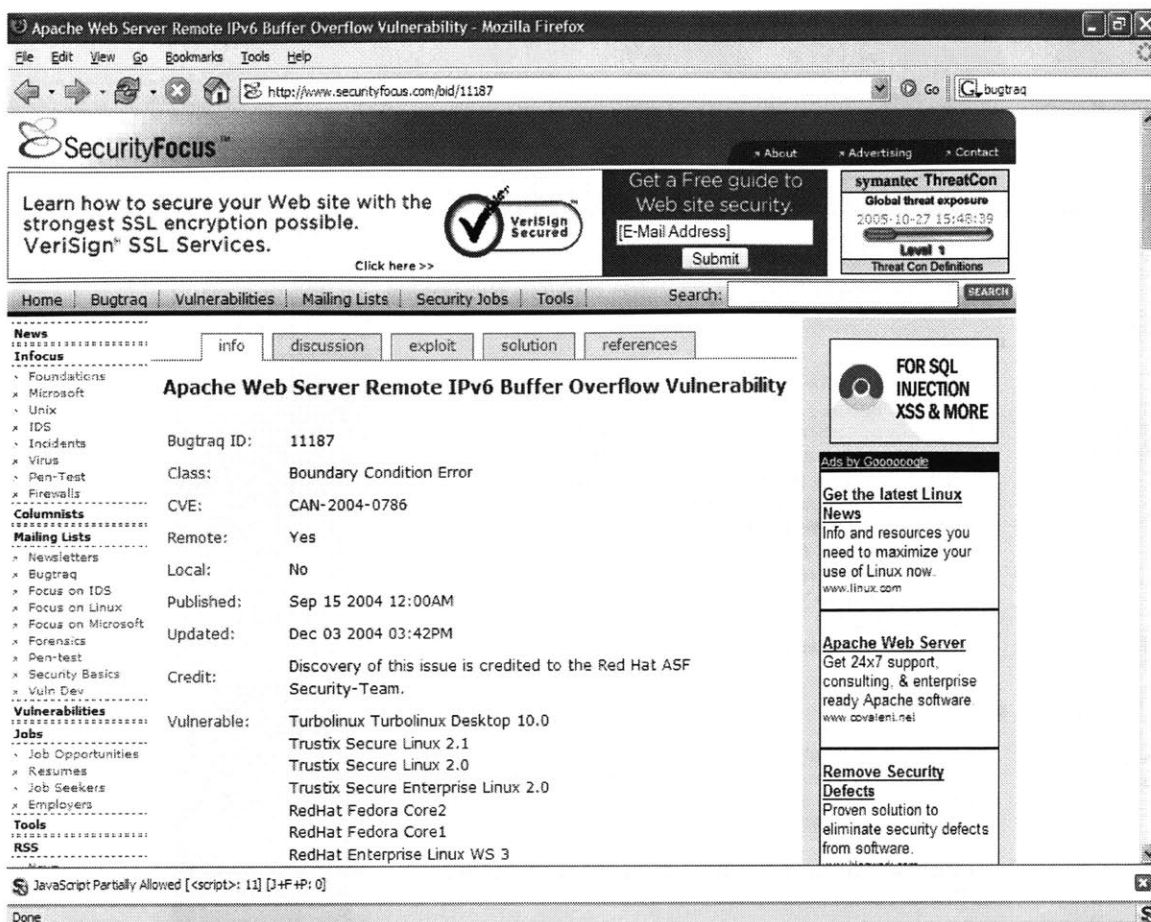 Apache Web Server Remote IPv6 Buffer Overflow Vulnerability - Mozilla Firefox
File Edit View Go Bookmarks Tools Help
http://www.securityfocus.com/bid/11187
Go
G bugtraq
SecurityFocus™
About
Advertising
Contact
Learn how to secure your Web site with the
strongest SSL encryption possible.
VeriSign® SSL Services.
Click here >>
VeriSign
Secured
Get a Free guide to
Web site security.
[E-Mail Address]
Submit
symantec ThreatCon
Global threat exposure
2005-10-27 15:48:39
Level 1
Threat Con Definitions
Home Bugtraq Vulnerabilities Mailing Lists Security Jobs Tools
Search:
SEARCH
News
Infocus
Foundations
Microsoft
Unix
IDS
Incidents
Virus
Pen-Test
Firewalls
Columnists
Mailing Lists
Newsletters
Bugtraq
Focus on IDS
Focus on Linux
Focus on Microsoft
Forensics
Pen-test
Security Basics
Vuln Dev
Vulnerabilities
Jobs
Job Opportunities
Resumes
Job Seekers
Employers
Tools
RSS
info
discussion
exploit
solution
references
Apache Web Server Remote IPv6 Buffer Overflow Vulnerability
Bugtraq ID: 11187
Class: Boundary Condition Error
CVE: CAN-2004-0786
Remote: Yes
Local: No
Published: Sep 15 2004 12:00AM
Updated: Dec 03 2004 03:42PM
Credit: Discovery of this issue is credited to the Red Hat ASF
Security-Team.
Vulnerable: Turbolinux Turbolinux Desktop 10.0
Trustix Secure Linux 2.1
Trustix Secure Linux 2.0
Trustix Secure Enterprise Linux 2.0
RedHat Fedora Core2
RedHat Fedora Core1
RedHat Enterprise Linux WS 3
FOR SQL
INJECTION
XSS & MORE
Ads by Goooooogle
Get the latest Linux
News
Info and resources you
need to maximize your
use of Linux now.
www.linux.com
Apache Web Server
Get 24x7 support,
consulting, & enterprise
ready Apache software
www.covalent.net
Remove Security
Defects
Proven solution to
eliminate security defects
from software.
JavaScript Partially Allowed [<script>: 11] [J+F+P: 0]
Done